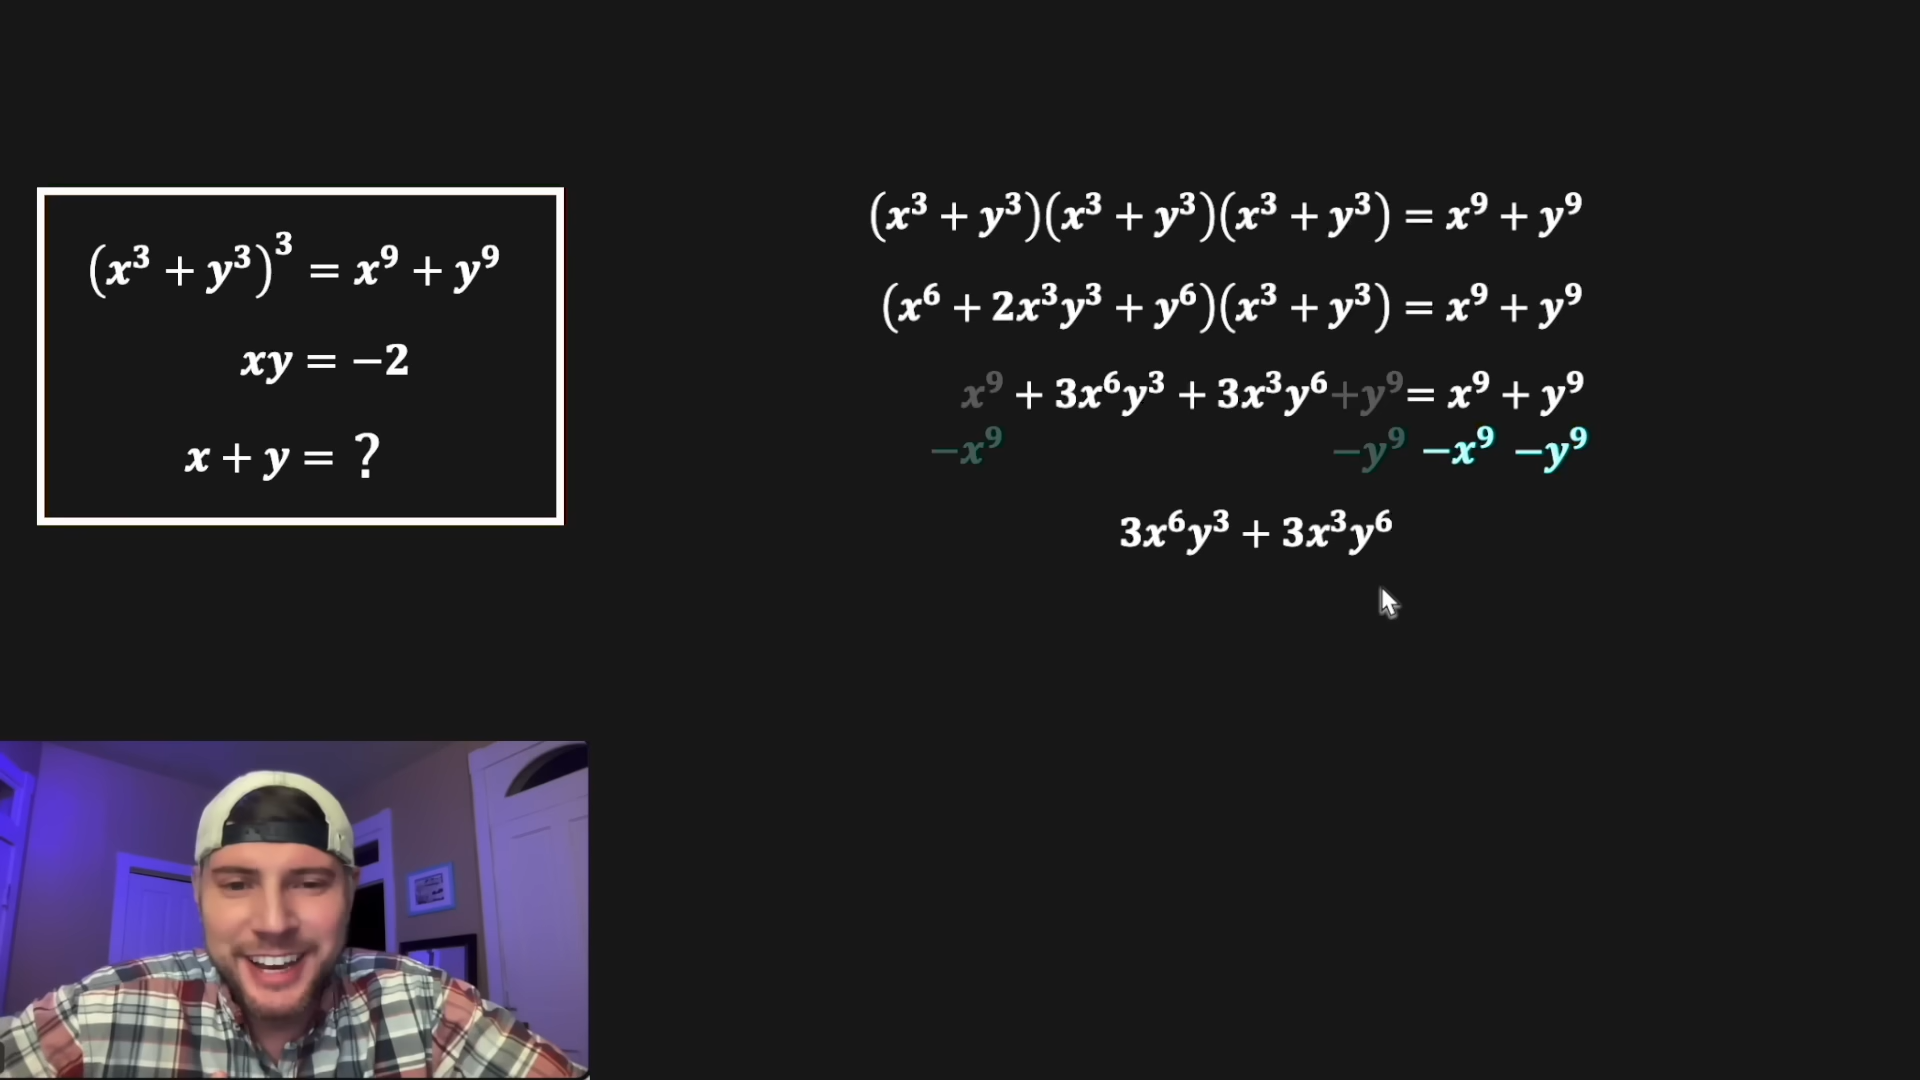 (x³ + y³)³ = x⁹ + y⁹
xy = −2
x + y = ?
(x³ + y³)(x³ + y³)(x³ + y³) = x⁹ + y⁹
(x⁶ + 2x³y³ + y⁶)(x³ + y³) = x⁹ + y⁹
x⁹ + 3x⁶y³ + 3x³y⁶ + y⁹ = x⁹ + y⁹
−x⁹ −y⁹ −x⁹ −y⁹
3x⁶y³ + 3x³y⁶